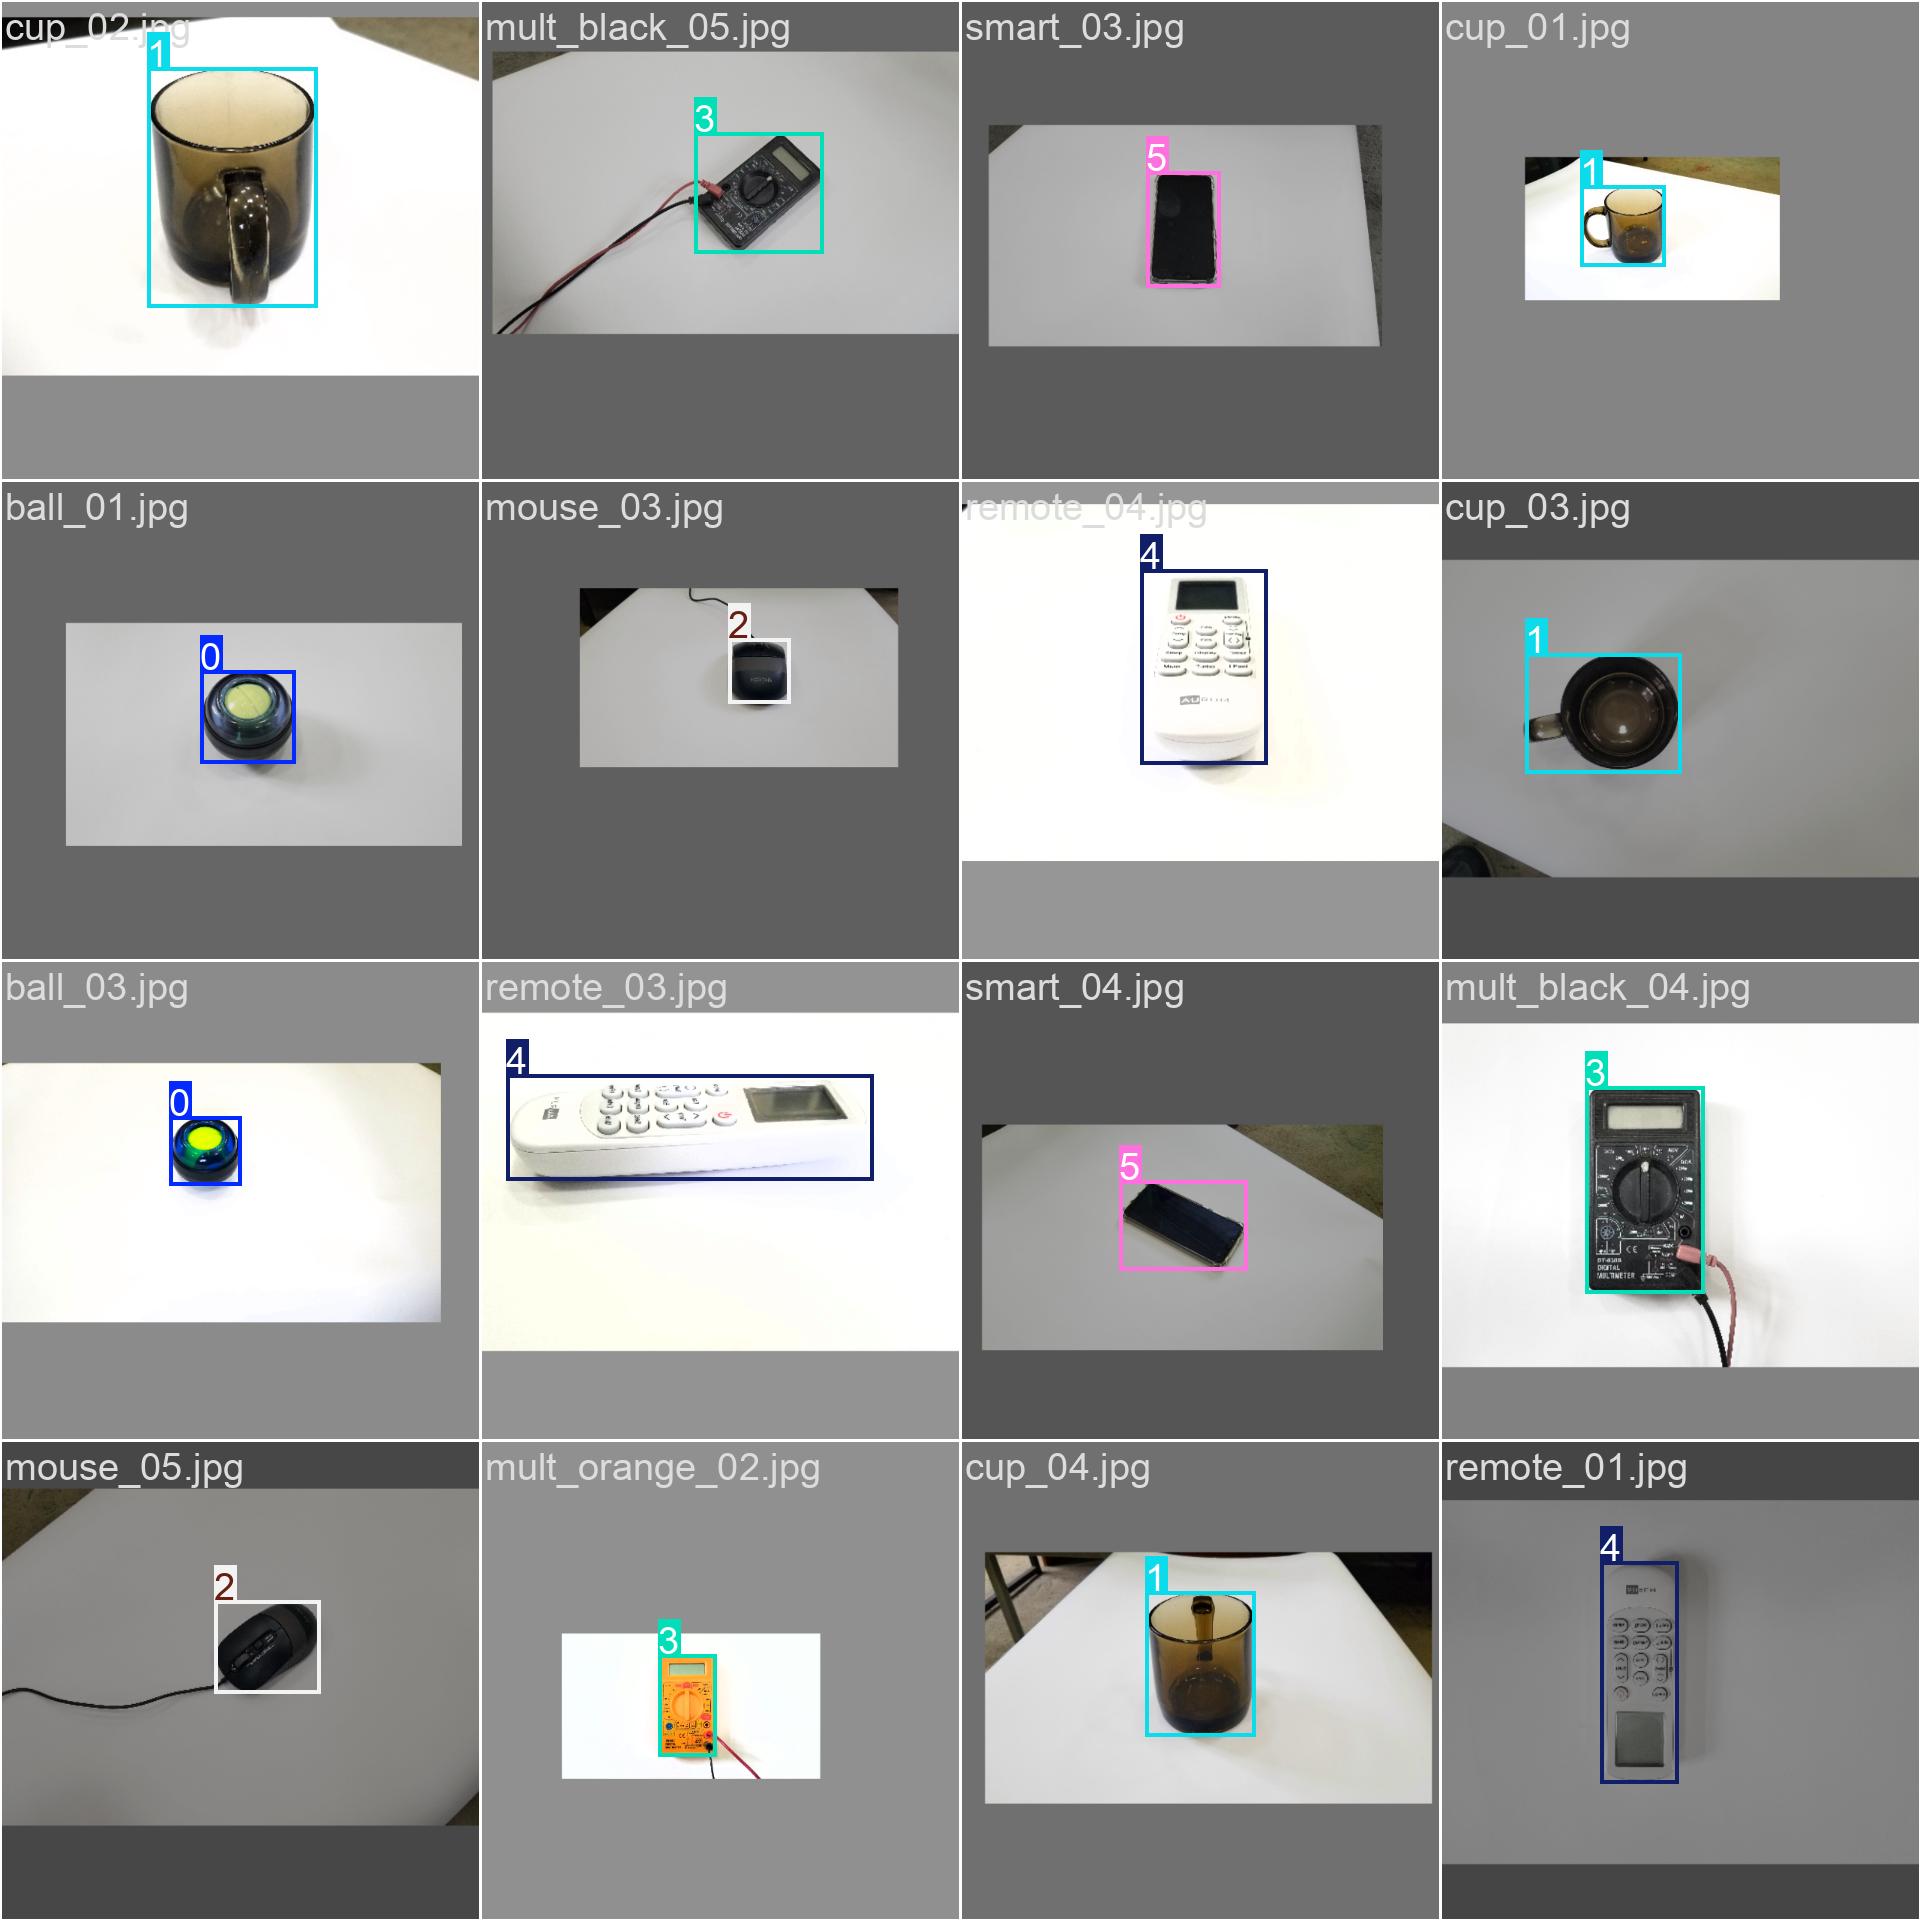 cup_02.jpg
1
mult_black_05.jpg
3
smart_03.jpg
5
cup_01.jpg
1
ball_01.jpg
0
mouse_03.jpg
2
remote_04.jpg
4
cup_03.jpg
1
ball_03.jpg
0
remote_03.jpg
4
smart_04.jpg
5
mult_black_04.jpg
3
DIGITAL
MULTIMETER
mouse_05.jpg
2
mult_orange_02.jpg
3
cup_04.jpg
1
remote_01.jpg
4